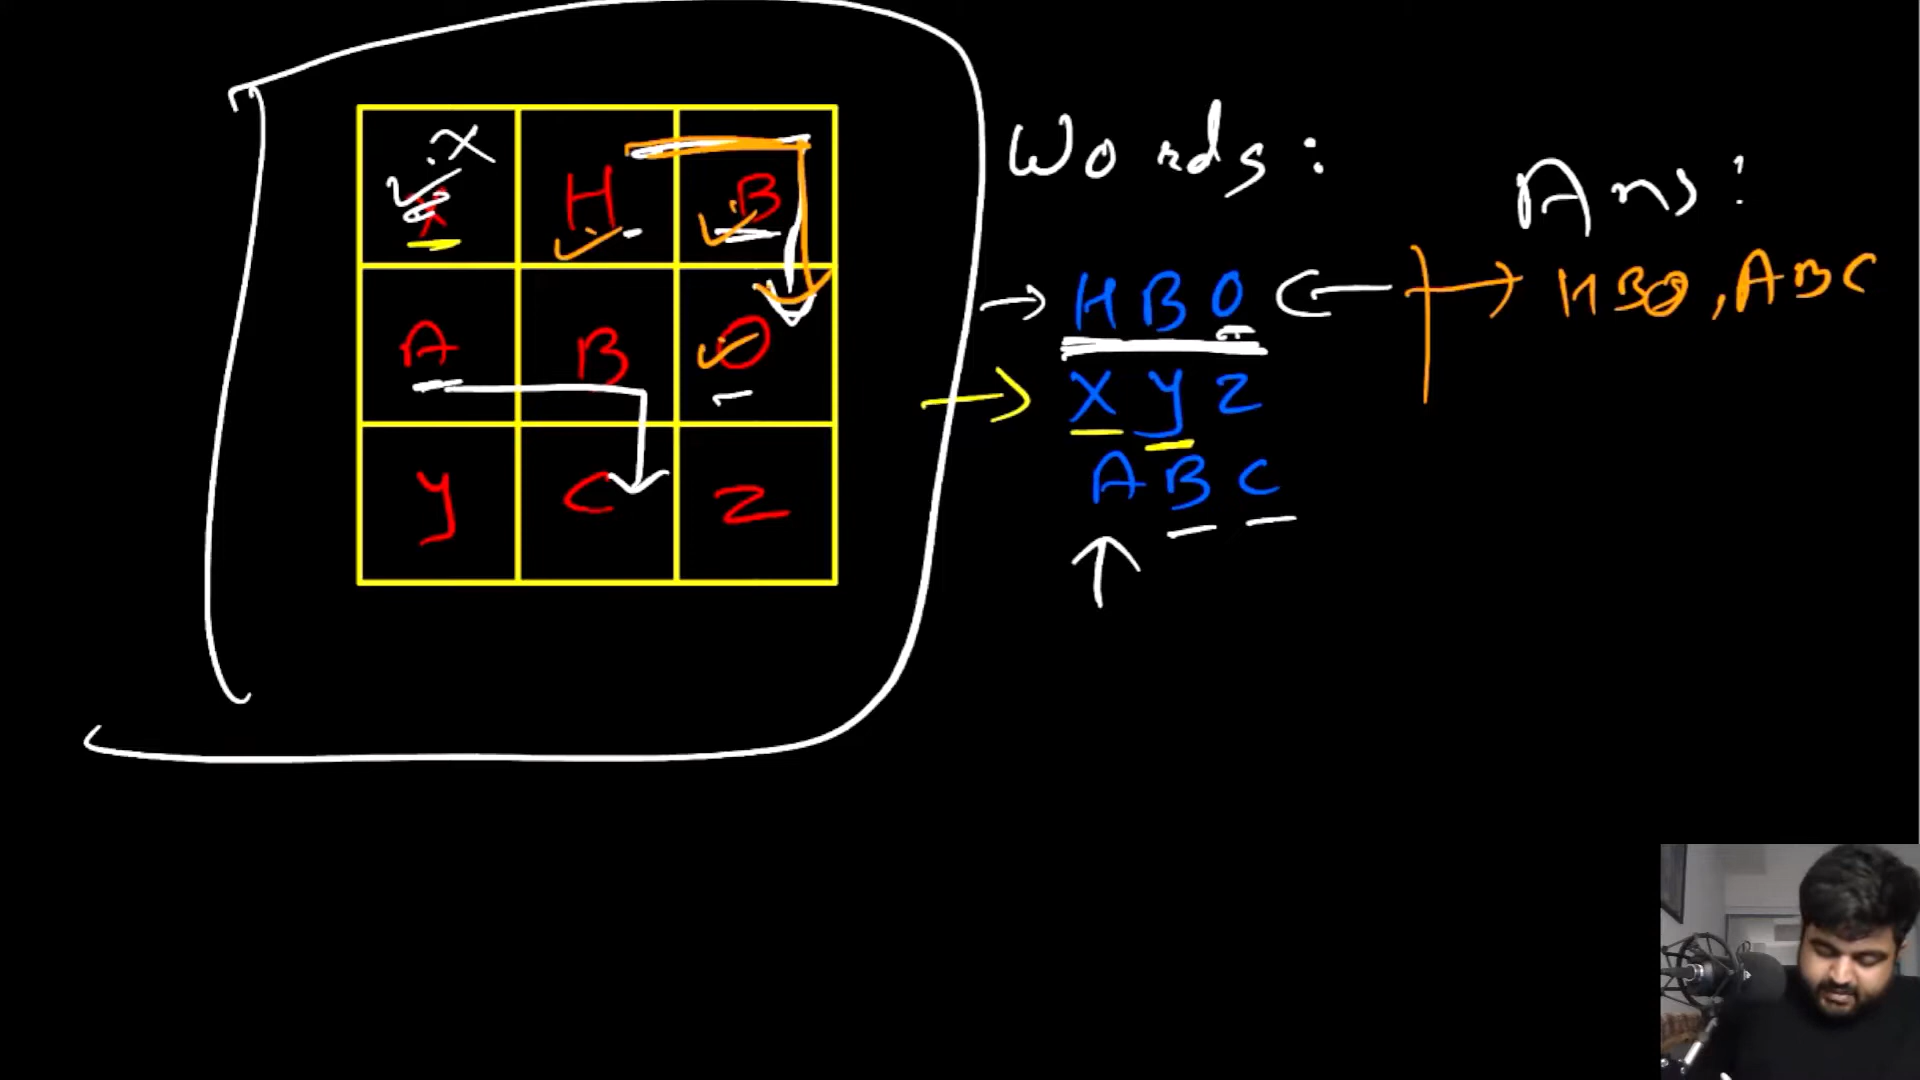 X H B
A B O
Y C Z
Words:
HBO
XYZ
ABC
Ans:
HBO, ABC